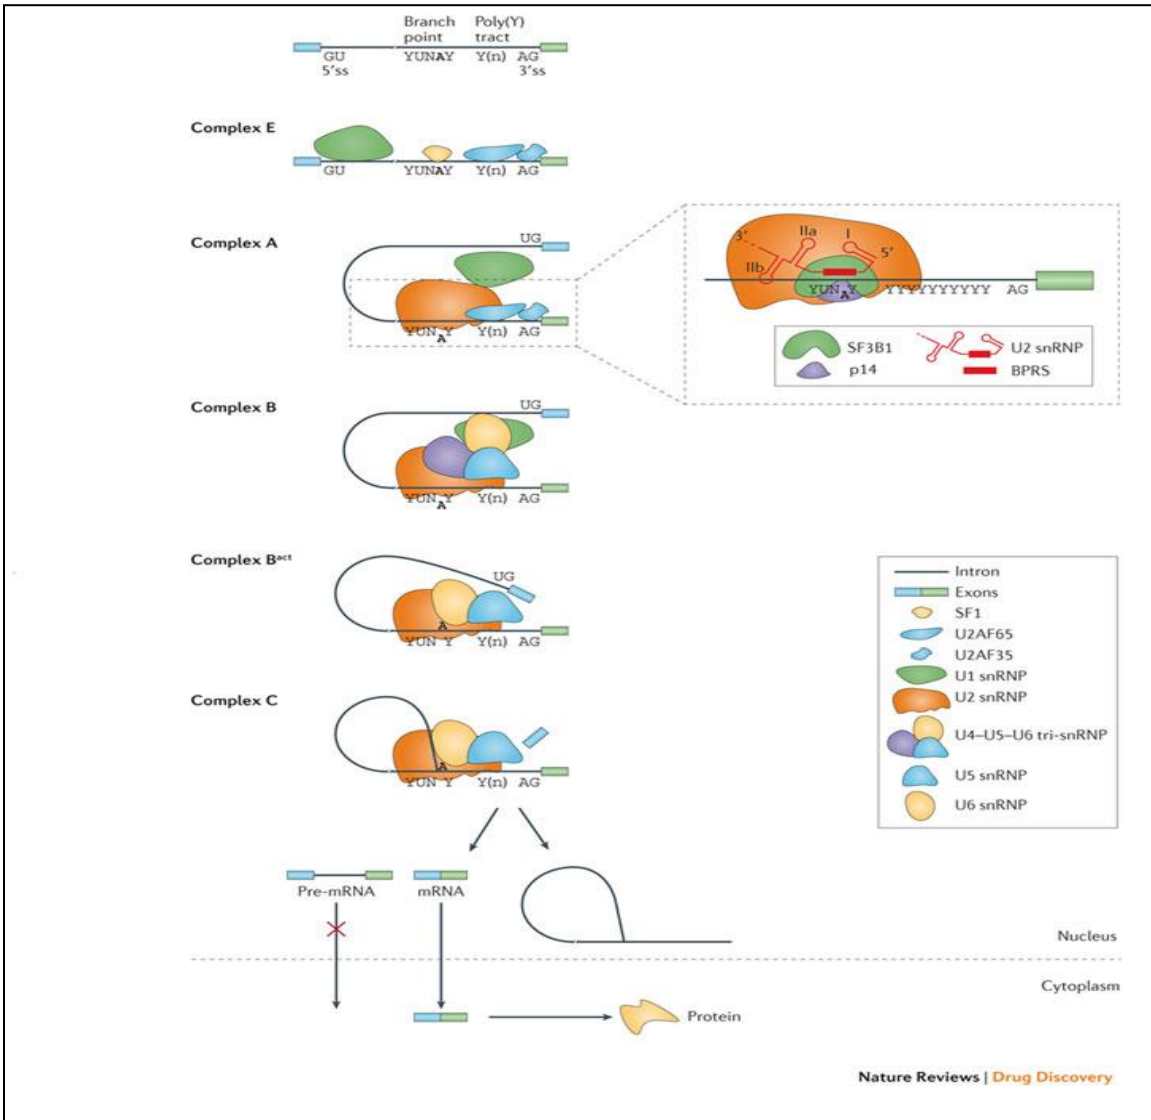 Branch point
Poly(Y) tract
GU
YUNAY
Y(n)
AG
5'ss
3'ss
Complex E
GU
YUNAY
Y(n)
AG
Complex A
UG
YUN Y
A
Y(n)
AG
3'
IIa
I
5'
IIb
YUN Y
A
YYYYYYYYYY
AG
SF3B1
U2 snRNP
p14
BPRS
Complex B
UG
YUN Y
A
Y(n)
AG
Complex Bact
UG
A
YUN Y
Y(n)
AG
Intron
Exons
SF1
U2AF65
U2AF35
U1 snRNP
U2 snRNP
U4–U5–U6 tri-snRNP
U5 snRNP
U6 snRNP
Complex C
A
YUN Y
Y(n)
AG
Pre-mRNA
mRNA
Nucleus
Cytoplasm
Protein
Nature Reviews | Drug Discovery